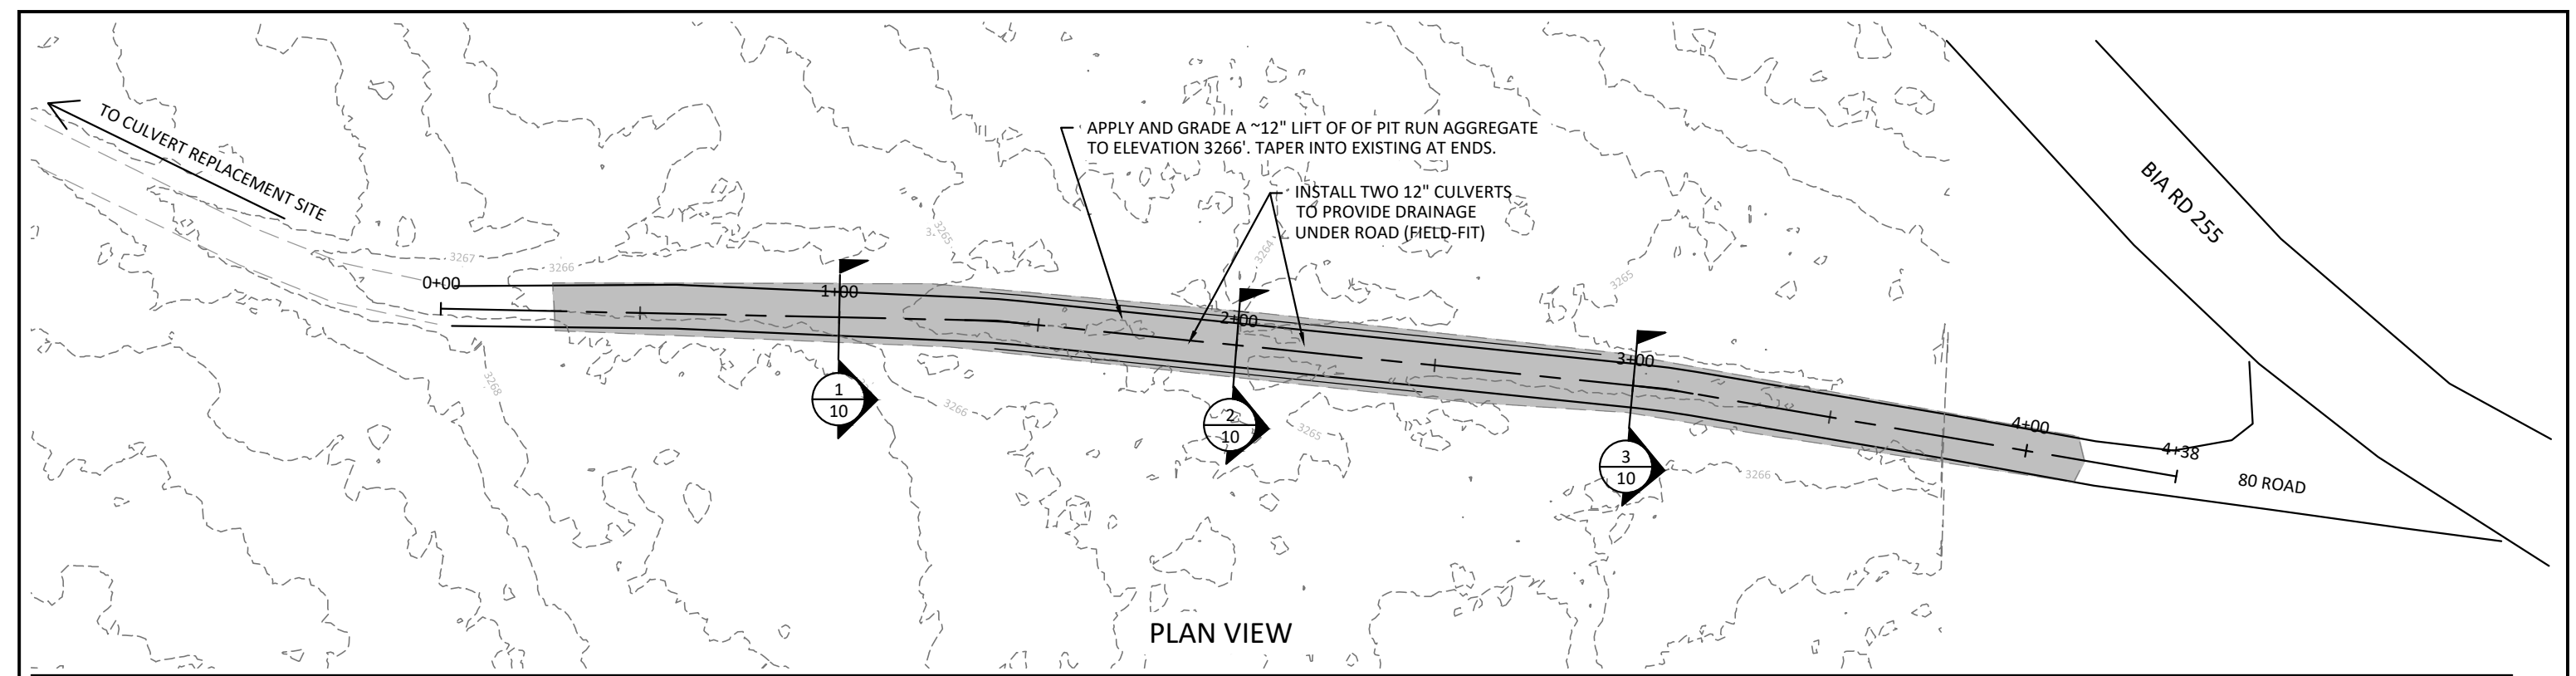 TO CULVERT REPLACEMENT SITE
APPLY AND GRADE A ~12" LIFT OF OF PIT RUN AGGREGATE
TO ELEVATION 3266'. TAPER INTO EXISTING AT ENDS.
INSTALL TWO 12" CULVERTS
TO PROVIDE DRAINAGE
UNDER ROAD (FIELD-FIT)
BIA RD 255
3265
3264
3267
3266
3265
0+00
1+00
2+00
3+00
4+00
4+38
80 ROAD
3268
3266
3265
3266
1
10
2
10
3
10
PLAN VIEW